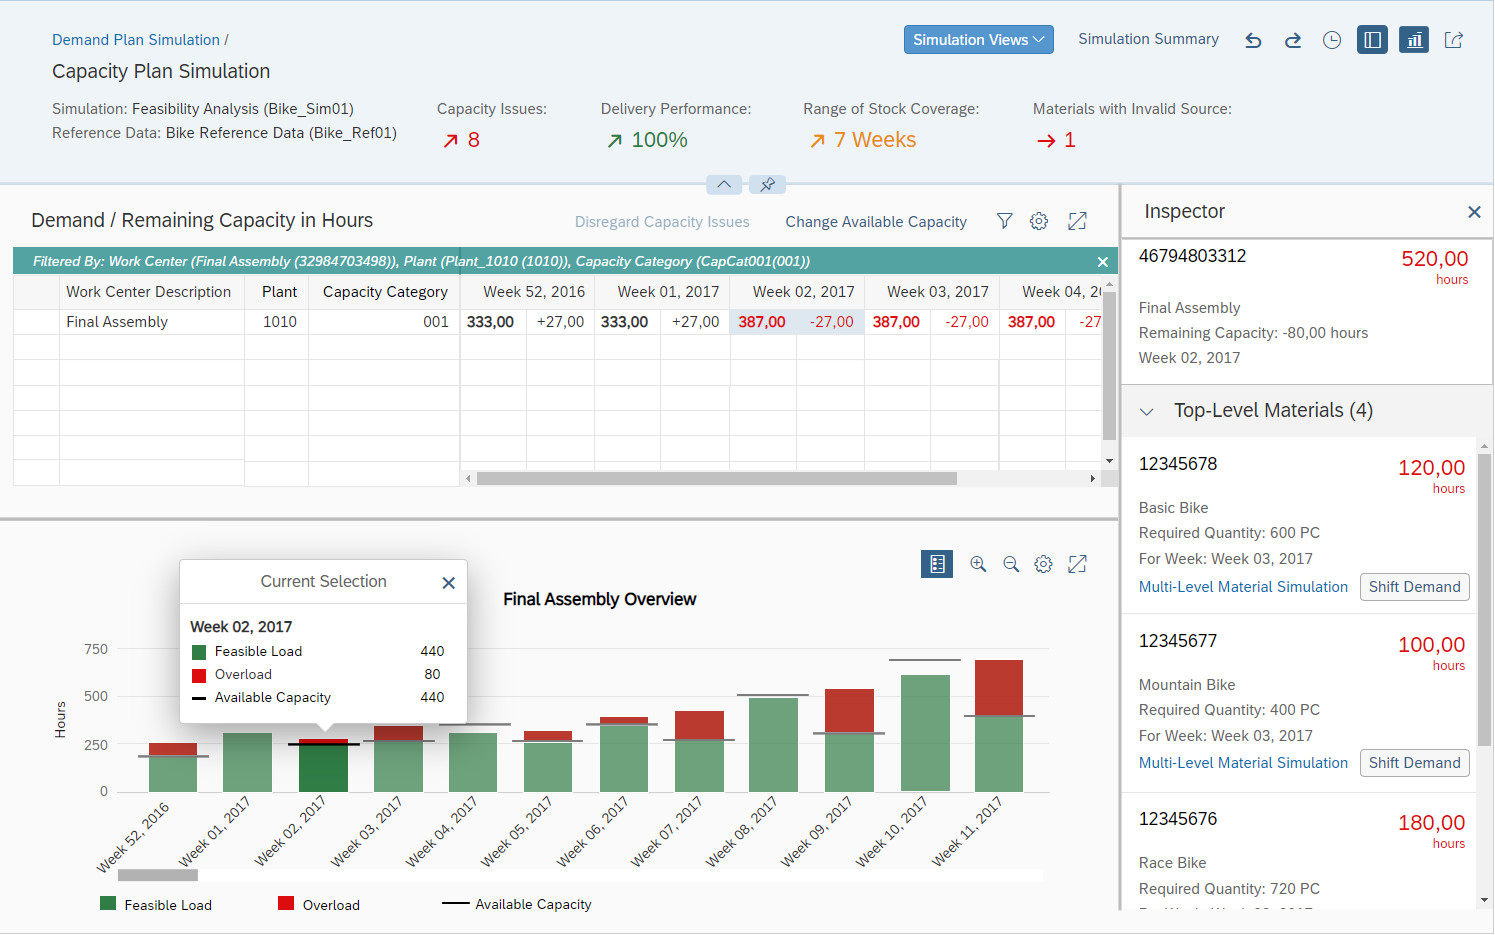 Demand Plan Simulation /
Simulation Views
Simulation Summary
Capacity Plan Simulation
Simulation: Feasibility Analysis (Bike_Sim01)
Reference Data: Bike Reference Data (Bike_Ref01)
Capacity Issues:
8
Delivery Performance:
100%
Range of Stock Coverage:
7 Weeks
Materials with Invalid Source:
1
Demand / Remaining Capacity in Hours
Disregard Capacity Issues
Change Available Capacity
Filtered By: Work Center (Final Assembly (32984703498)), Plant (Plant_1010 (1010)), Capacity Category (CapCat001(001))
Work Center Description Plant Capacity Category Week 52, 2016 Week 01, 2017 Week 02, 2017 Week 03, 2017 Week 04, 2
Final Assembly 1010 001 333,00 +27,00 333,00 +27,00 387,00 -27,00 387,00 -27,00 387,00 -27
Current Selection
Week 02, 2017
Feasible Load 440
Overload 80
Available Capacity 440
Final Assembly Overview
Hours
750
500
250
0
Week 52, 2016
Week 01, 2017
Week 02, 2017
Week 03, 2017
Week 04, 2017
Week 05, 2017
Week 06, 2017
Week 07, 2017
Week 08, 2017
Week 09, 2017
Week 10, 2017
Week 11, 2017
Feasible Load
Overload
Available Capacity
Inspector
46794803312
520,00
hours
Final Assembly
Remaining Capacity: -80,00 hours
Week 02, 2017
Top-Level Materials (4)
12345678
120,00
hours
Basic Bike
Required Quantity: 600 PC
For Week: Week 03, 2017
Multi-Level Material Simulation
Shift Demand
12345677
100,00
hours
Mountain Bike
Required Quantity: 400 PC
For Week: Week 03, 2017
Multi-Level Material Simulation
Shift Demand
12345676
180,00
hours
Race Bike
Required Quantity: 720 PC